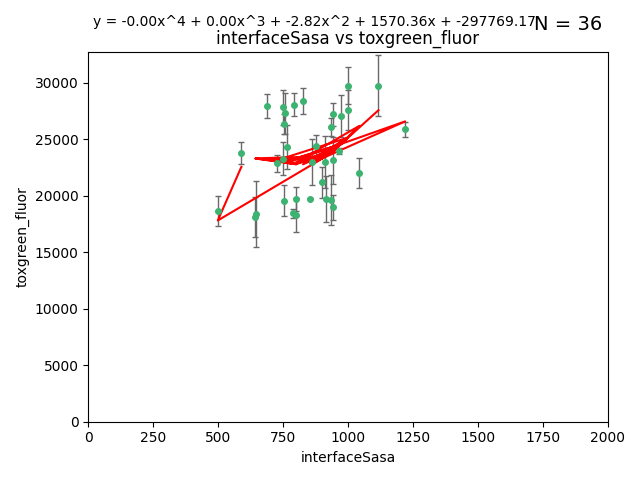 y = -0.00x^4 + 0.00x^3 + -2.82x^2 + 1570.36x + -297769.17
N = 36
interfaceSasa vs toxgreen_fluor
30000
25000
20000
15000
10000
5000
0
toxgreen_fluor
0 250 500 750 1000 1250 1500 1750 2000
interfaceSasa